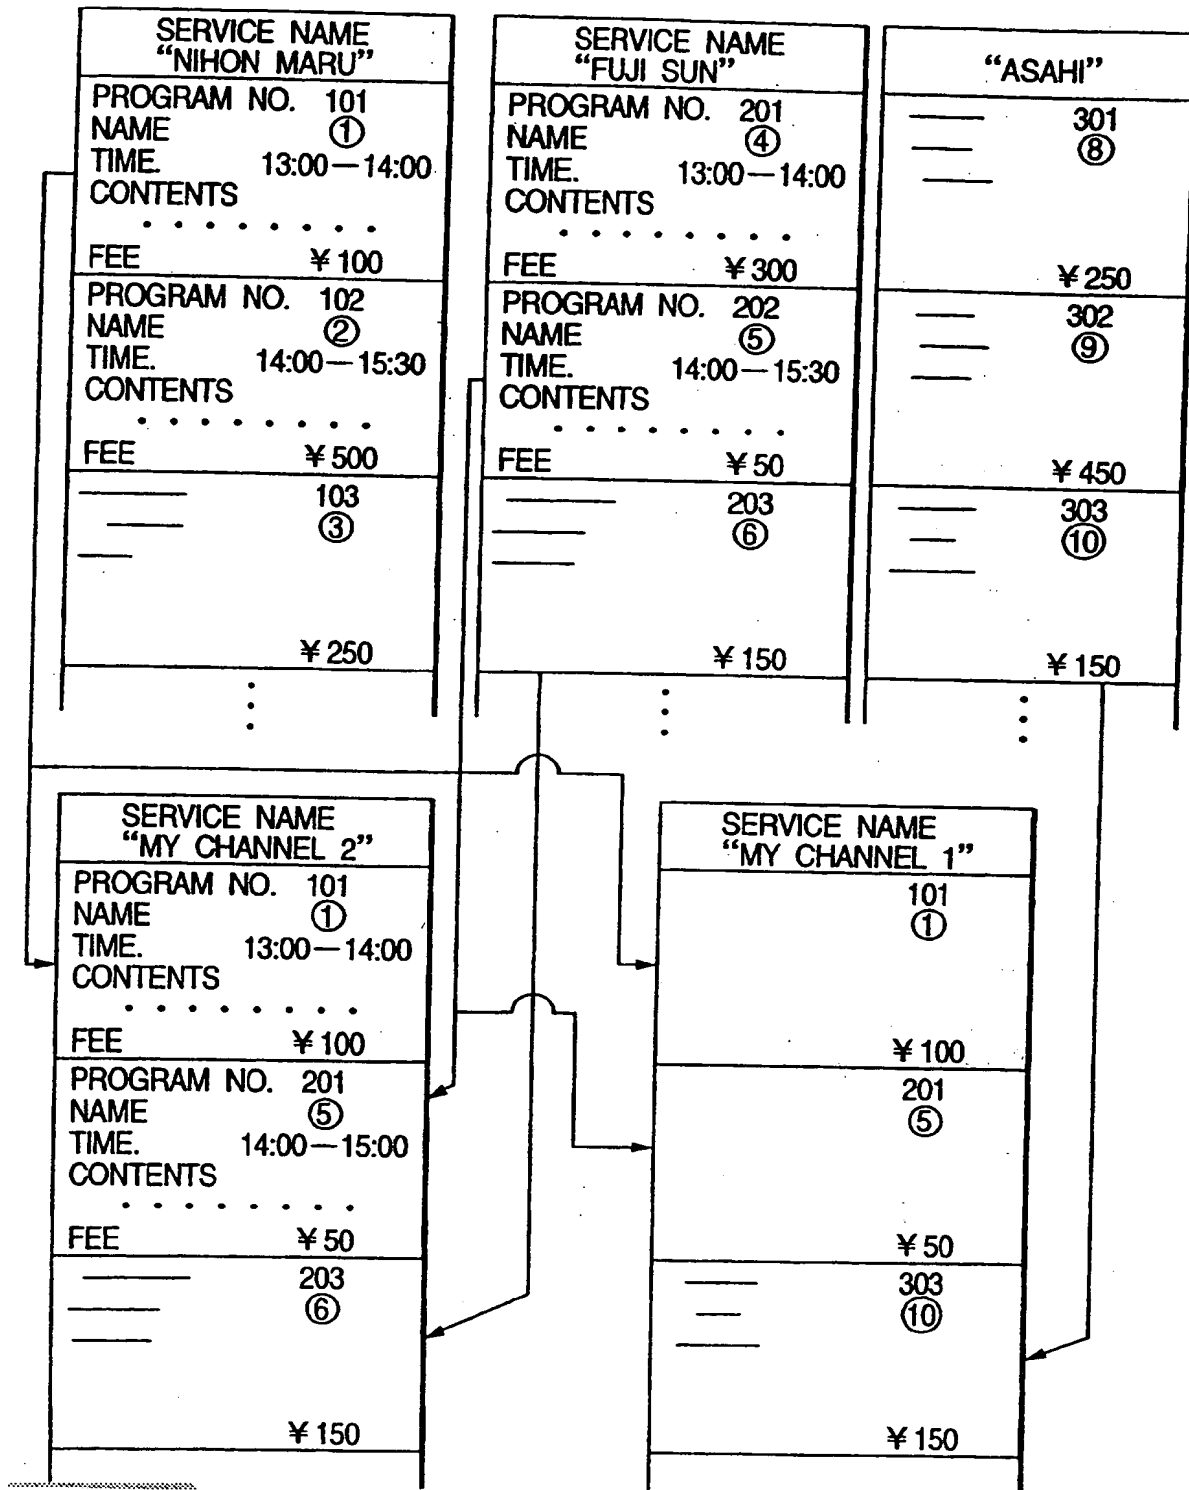 SERVICE NAME
“NIHON MARU”
PROGRAM NO. 101
NAME ①
TIME. 13:00—14:00
CONTENTS
. . . . . . . .
FEE ¥100
PROGRAM NO. 102
NAME ②
TIME. 14:00—15:30
CONTENTS
. . . . . . . .
FEE ¥500
103
③
¥250
SERVICE NAME
“FUJI SUN”
PROGRAM NO. 201
NAME ④
TIME. 13:00—14:00
CONTENTS
. . . . . . . .
FEE ¥300
PROGRAM NO. 202
NAME ⑤
TIME. 14:00—15:30
CONTENTS
. . . . . . . .
FEE ¥50
203
⑥
¥150
“ASAHI”
301
⑧
¥250
302
⑨
¥450
303
⑩
¥150
SERVICE NAME
“MY CHANNEL 2”
PROGRAM NO. 101
NAME ①
TIME. 13:00—14:00
CONTENTS
. . . . . . . .
FEE ¥100
PROGRAM NO. 201
NAME ⑤
TIME. 14:00—15:00
CONTENTS
. . . . . . . .
FEE ¥50
203
⑥
¥150
SERVICE NAME
“MY CHANNEL 1”
101
①
¥100
201
⑤
¥50
303
⑩
¥150